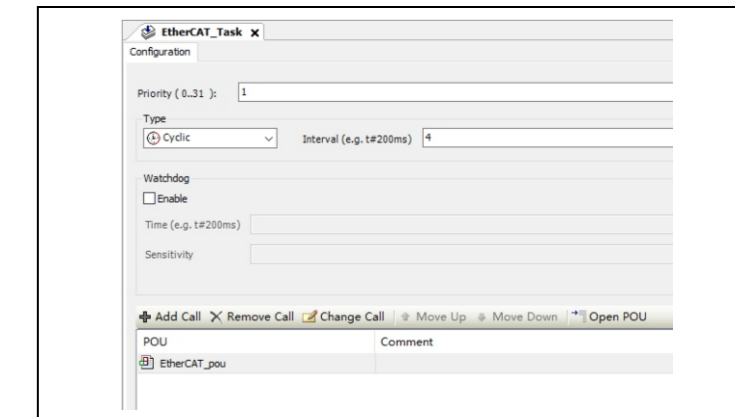 EtherCAT_Task x
Configuration
Priority ( 0..31 ): 1
Type
Cyclic Interval (e.g. t#200ms) 4
Watchdog
Enable
Time (e.g. t#200ms)
Sensitivity
Add Call Remove Call Change Call Move Up Move Down Open POU
POU Comment
EtherCAT_pou